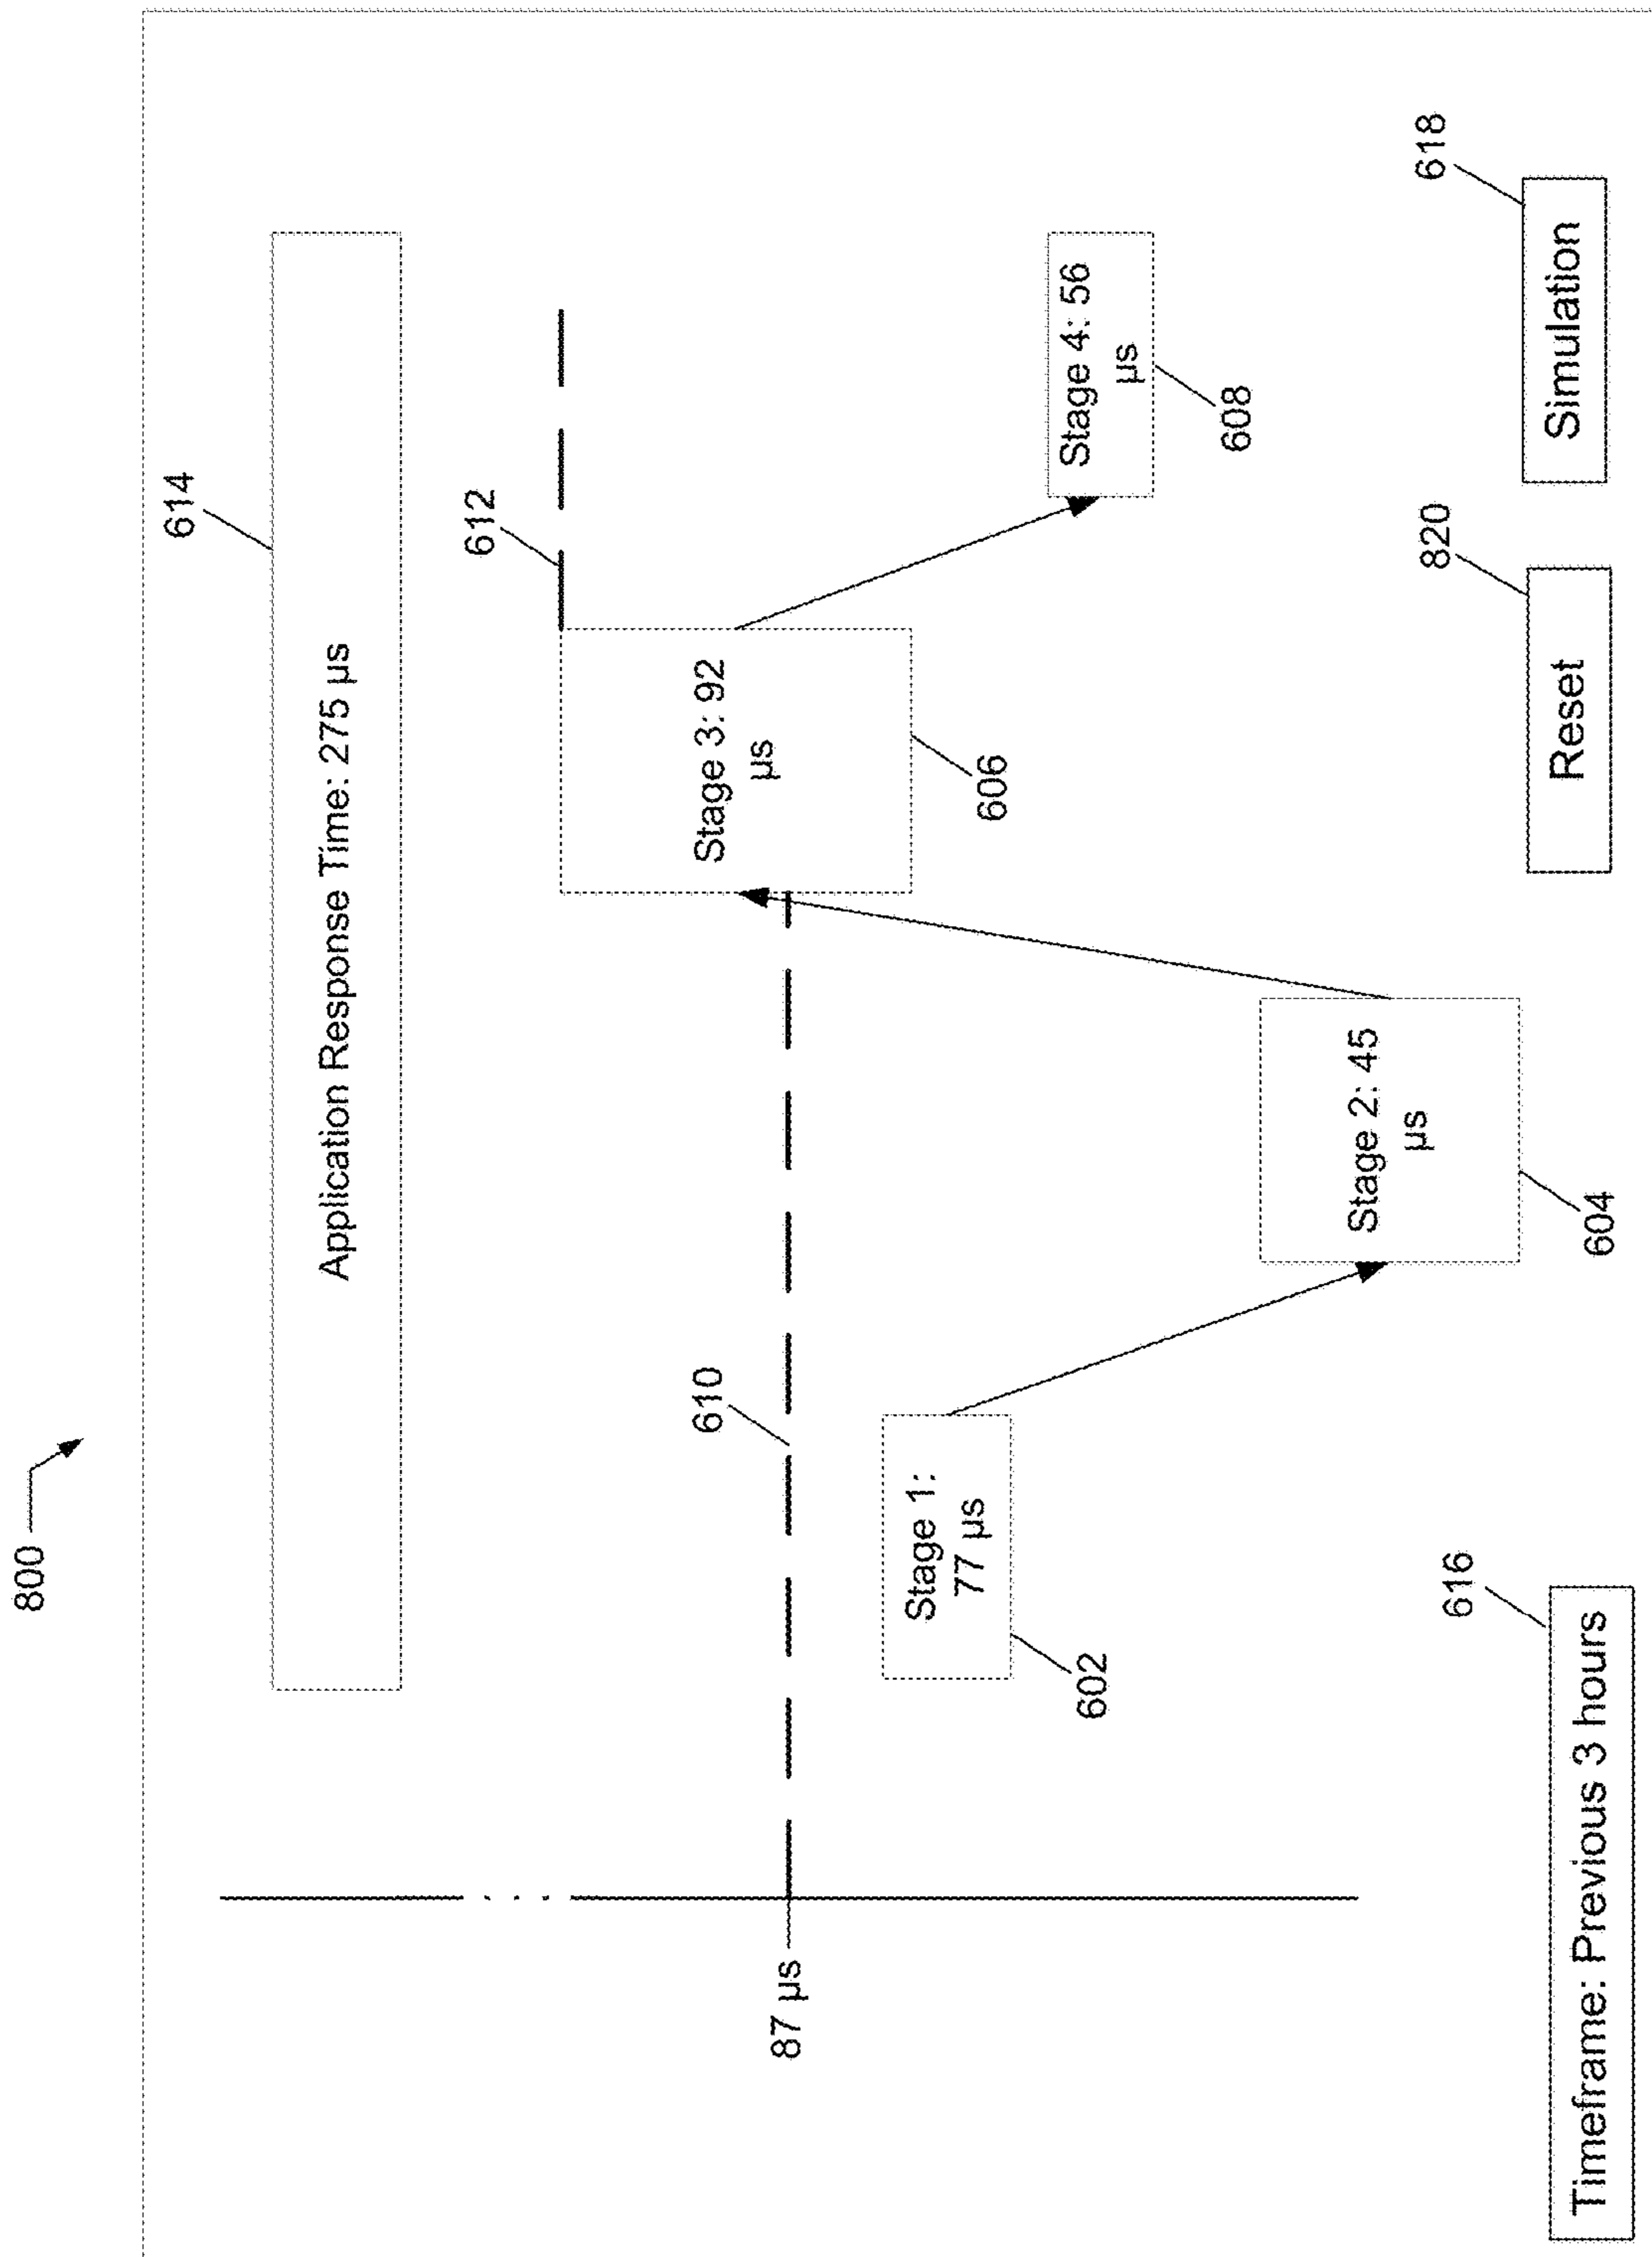 800
614
Application Response Time: 275 µs
612
610
87 µs
Stage 1:
77 µs
602
Stage 2: 45
µs
604
Stage 3: 92
µs
606
Stage 4: 56
µs
608
616
Timeframe: Previous 3 hours
820
Reset
618
Simulation